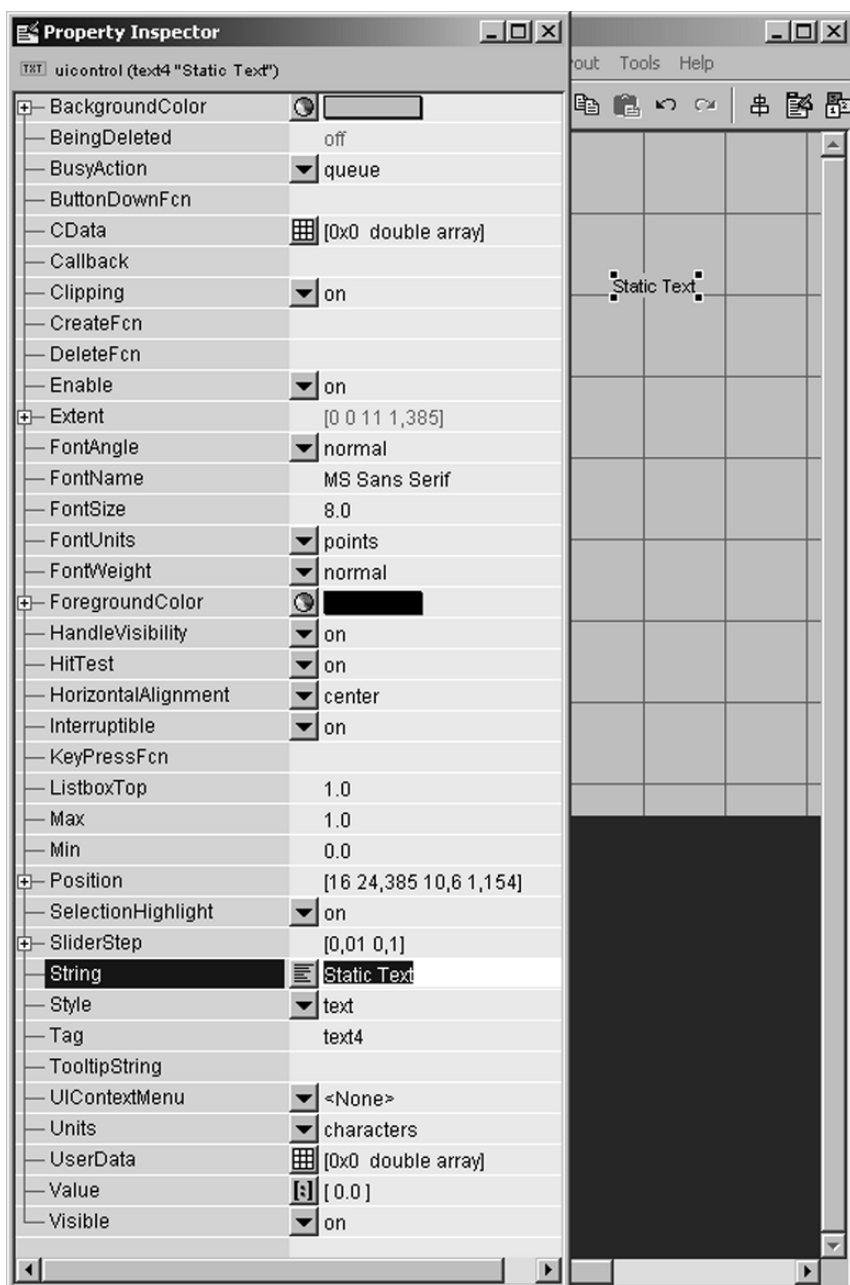 Property Inspector
TXT uicontrol (text4 "Static Text")
out Tools Help
BackgroundColor
BeingDeleted off
BusyAction queue
ButtonDownFcn
CData [0x0 double array]
Callback
Clipping on
Static Text
CreateFcn
DeleteFcn
Enable on
Extent [0 0 11 1,385]
FontAngle normal
FontName MS Sans Serif
FontSize 8.0
FontUnits points
FontWeight normal
ForegroundColor
HandleVisibility on
HitTest on
HorizontalAlignment center
Interruptible on
KeyPressFcn
ListboxTop 1.0
Max 1.0
Min 0.0
Position [16 24,385 10,6 1,154]
SelectionHighlight on
SliderStep [0,01 0,1]
String Static Text
Style text
Tag text4
TooltipString
UIContextMenu <None>
Units characters
UserData [0x0 double array]
Value [ 0.0 ]
Visible on